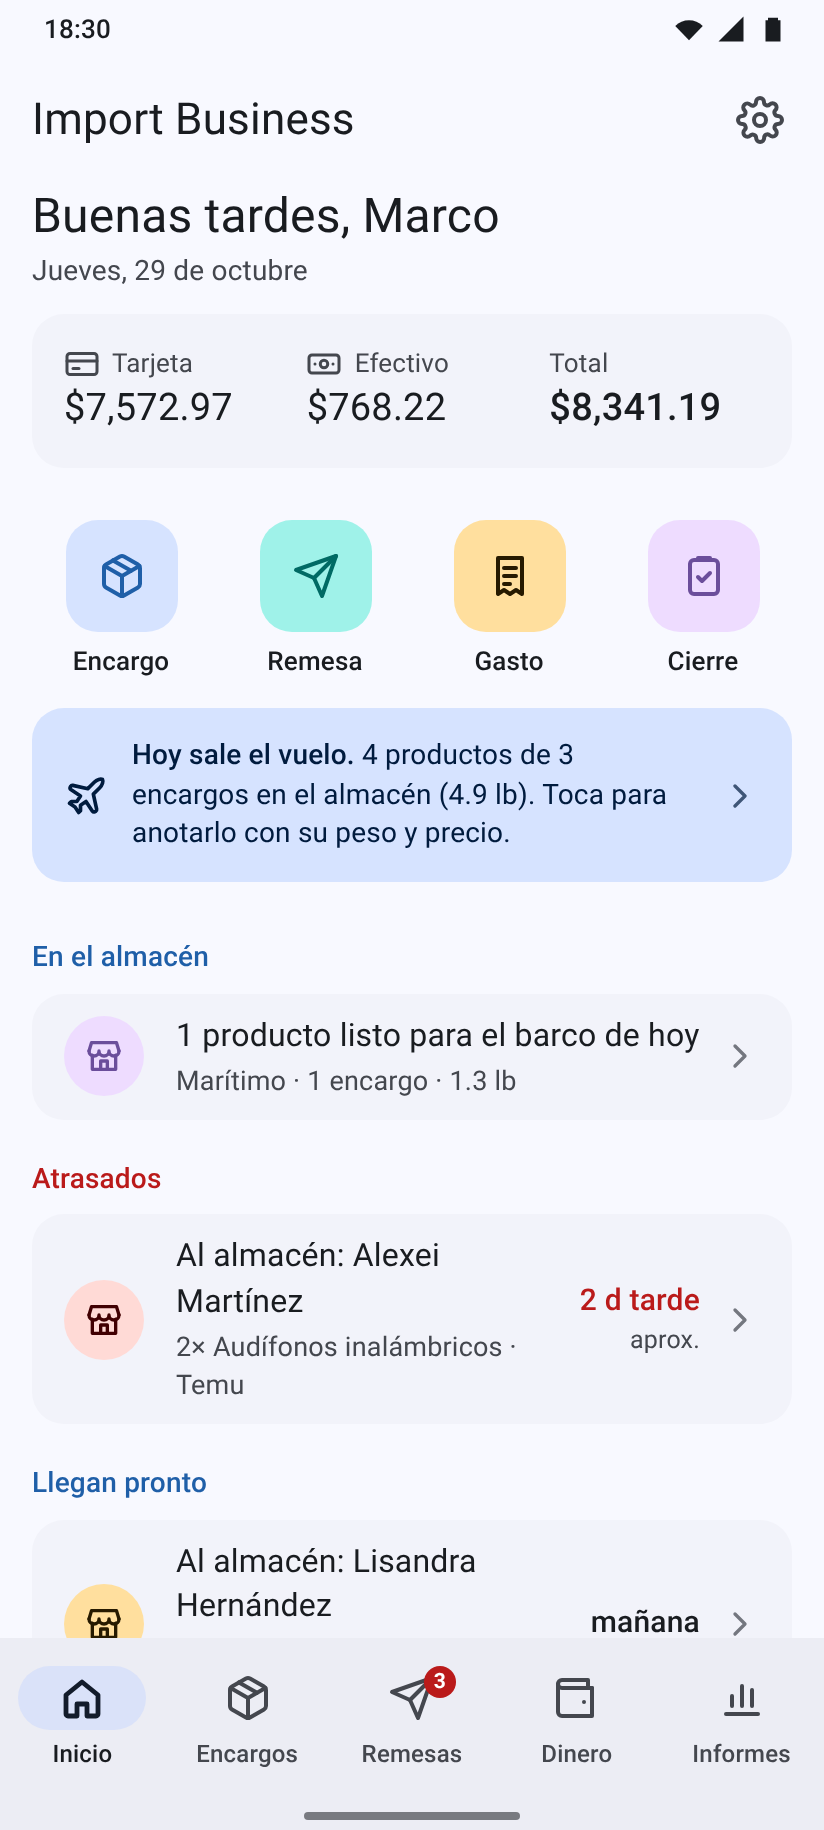 18:30
Import Business
Buenas tardes, Marco
Jueves, 29 de octubre
Tarjeta
$7,572.97
Efectivo
$768.22
Total
$8,341.19
Encargo
Remesa
Gasto
Cierre
Hoy sale el vuelo. 4 productos de 3
encargos en el almacén (4.9 lb). Toca para
anotarlo con su peso y precio.
En el almacén
1 producto listo para el barco de hoy
Marítimo · 1 encargo · 1.3 lb
Atrasados
Al almacén: Alexei
Martínez
2× Audífonos inalámbricos ·
Temu
2 d tarde
aprox.
Llegan pronto
Al almacén: Lisandra
Hernández
mañana
3
Inicio
Encargos
Remesas
Dinero
Informes